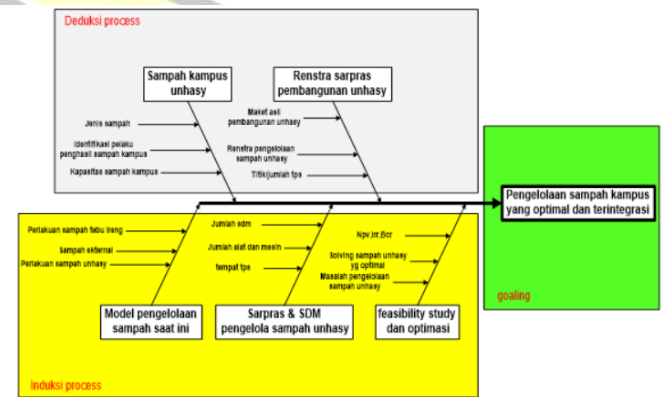 Deduksi process
Sampah kampus
unhasy
Renstra sarpras
pembangunan unhasy
Jenis sampah
Identifikasi pelaku
penghasil sampah kampus
Kapasitas sampah kampus
Maket asli
pembangunan unhasy
Renstra pengelolaan
sampah unhasy
Titik/jumlah tps
Pengelolaan sampah kampus
yang optimal dan terintegrasi
goaling
Perlakuan sampah tebu ireng
Sampah ekternal
Perlakuan sampah unhasy
Jumlah sdm
Jumlah alat dan mesin
tempat tps
Npv,Irr,Bcr
Solving sampah unhasy
yg optimal
Masalah pengelolaan
sampah unhasy
Model pengelolaan
sampah saat ini
Sarpras & SDM
pengelola sampah unhasy
feasibility study
dan optimasi
Induksi process